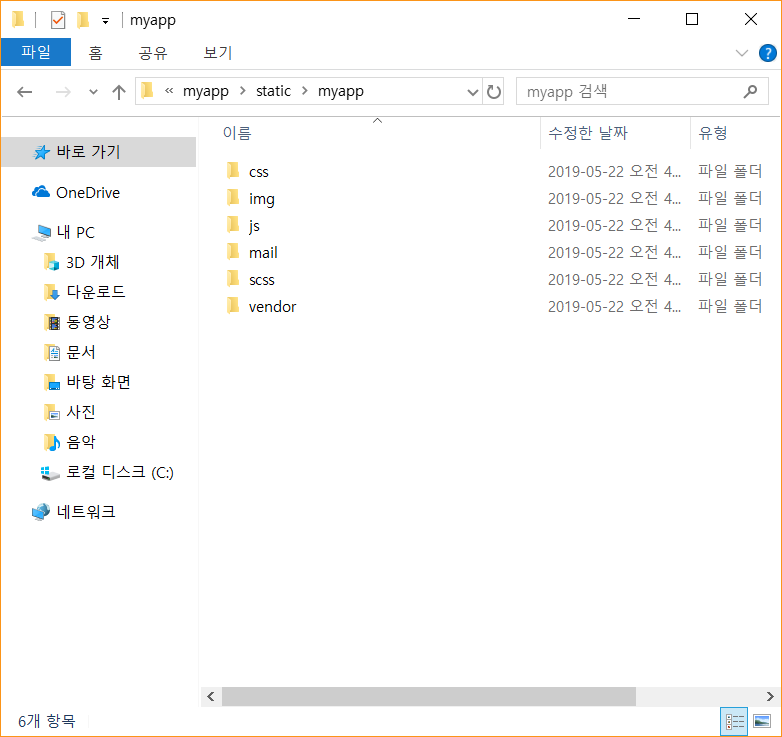 myapp
파일 홈 공유 보기
« myapp > static > myapp
myapp 검색
바로 가기
OneDrive
내 PC
3D 개체
다운로드
동영상
문서
바탕 화면
사진
음악
로컬 디스크 (C:)
네트워크
이름 수정한 날짜 유형
css 2019-05-22 오전 4... 파일 폴더
img 2019-05-22 오전 4... 파일 폴더
js 2019-05-22 오전 4... 파일 폴더
mail 2019-05-22 오전 4... 파일 폴더
scss 2019-05-22 오전 4... 파일 폴더
vendor 2019-05-22 오전 4... 파일 폴더
6개 항목